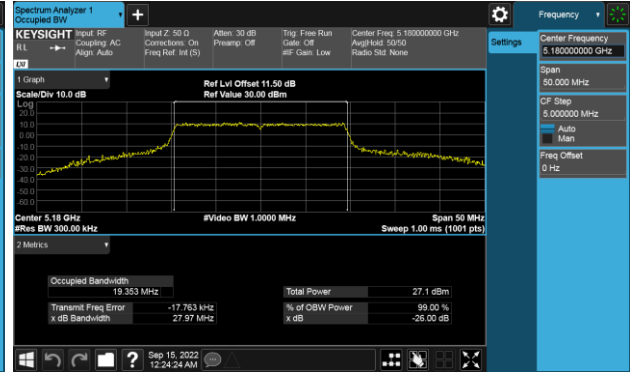 Spectrum Analyzer 1
Occupied BW
KEYSIGHT
RL
LXI
Input: RF
Coupling: AC
Align: Auto
Input Z: 50 Ω
Corrections: On
Freq Ref: Int (S)
Atten: 30 dB
Preamp: Off
Trig: Free Run
Gate: Off
#IF Gain: Low
Center Freq: 5.180000000 GHz
Avg|Hold: 50/50
Radio Std: None
1 Graph
Scale/Div 10.0 dB
Ref Lvl Offset 11.50 dB
Ref Value 30.00 dBm
Log
20.0
10.0
0.00
-10.0
-20.0
-30.0
-40.0
-50.0
-60.0
Center 5.18 GHz
#Video BW 1.0000 MHz
Span 50 MHz
#Res BW 300.00 kHz
Sweep 1.00 ms (1001 pts)
2 Metrics
Occupied Bandwidth
19.353 MHz
Total Power 27.1 dBm
Transmit Freq Error -17.763 kHz
% of OBW Power 99.00 %
x dB Bandwidth 27.97 MHz
x dB -26.00 dB
Sep 15, 2022
12:24:24 AM
Frequency
Settings
Center Frequency
5.180000000 GHz
Span
50.000 MHz
CF Step
5.000000 MHz
Auto
Man
Freq Offset
0 Hz